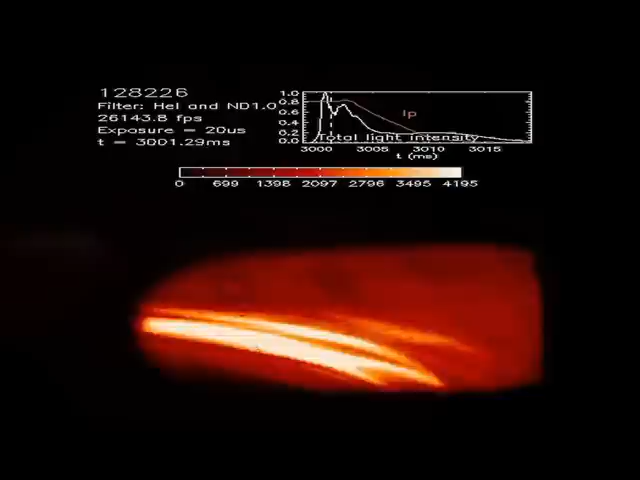 128226
Filter: HeI and ND1.0
26143.8 fps
Exposure = 20us
t = 3001.29ms
1.0
0.8
0.6
0.4
0.2
0.0
Ip
Total light intensity
3000 3005 3010 3015
t (ms)
0 699 1398 2097 2796 3495 4195